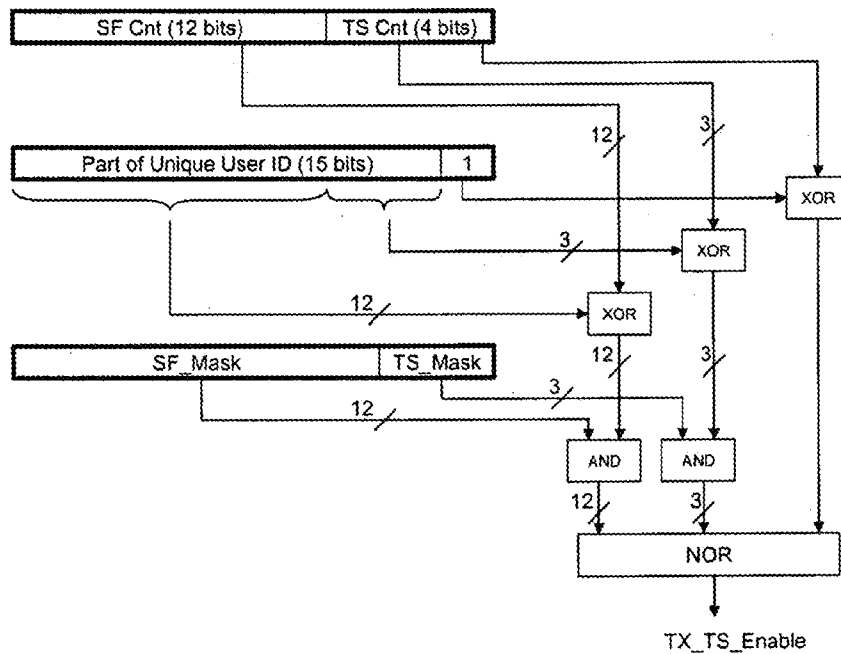 SF Cnt (12 bits) TS Cnt (4 bits)
12 3
Part of Unique User ID (15 bits) 1
XOR
3 XOR
12 XOR
SF_Mask TS_Mask 12 3
12 3
AND AND
12 3
NOR
TX_TS_Enable